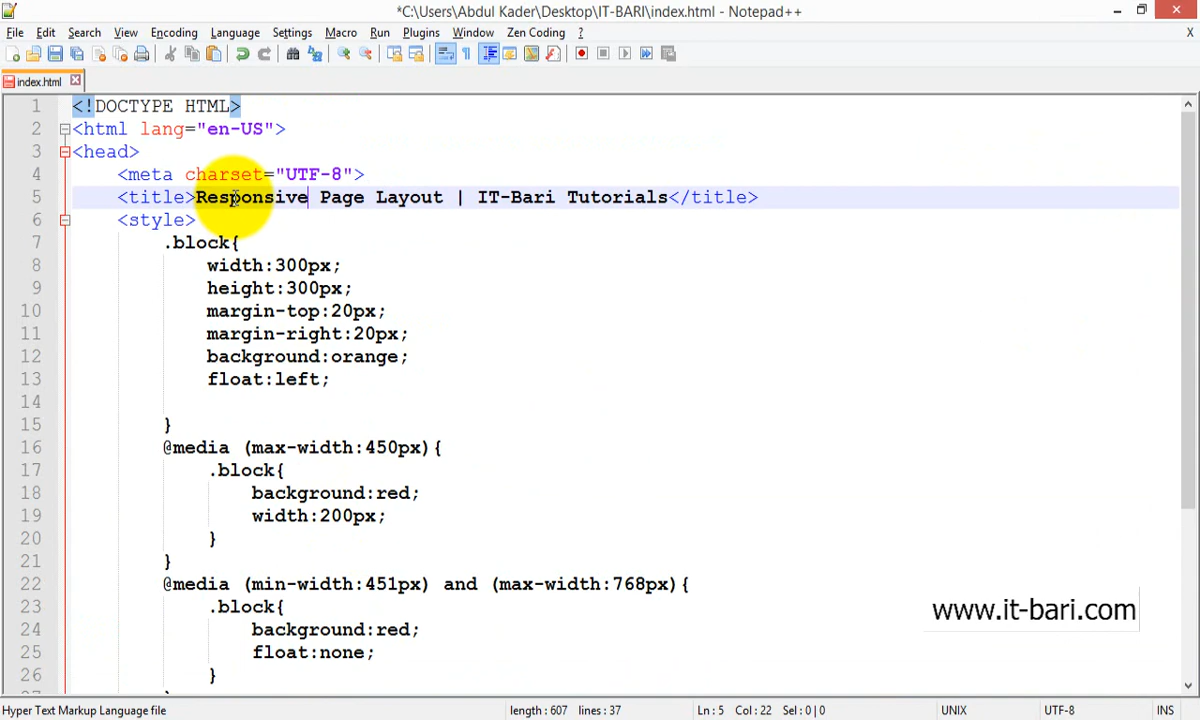 *C:\Users\Abdul Kader\Desktop\IT-BARI\index.html - Notepad++
File Edit Search View Encoding Language Settings Macro Run Plugins Window Zen Coding ? X
index.html
1 <!DOCTYPE HTML>
2 <html lang="en-US">
3 <head>
4 <meta charset="UTF-8">
5 <title>Responsive Page Layout | IT-Bari Tutorials</title>
6 <style>
7 .block{
8 width:300px;
9 height:300px;
10 margin-top:20px;
11 margin-right:20px;
12 background:orange;
13 float:left;
14
15 }
16 @media (max-width:450px){
17 .block{
18 background:red;
19 width:200px;
20 }
21 }
22 @media (min-width:451px) and (max-width:768px){
23 .block{
24 background:red;
25 float:none;
26 }
www.it-bari.com
Hyper Text Markup Language file length : 607 lines : 37 Ln : 5 Col : 22 Sel : 0 | 0 UNIX UTF-8 INS